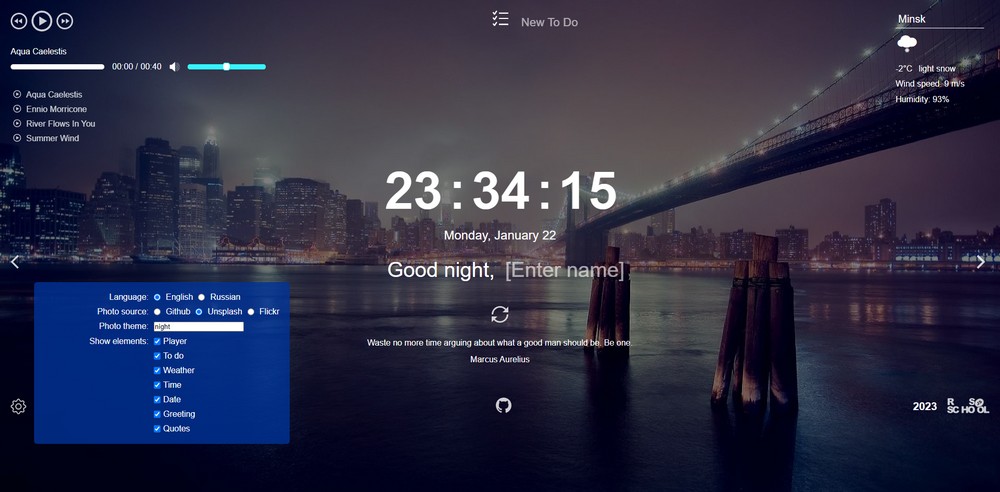 New To Do
Minsk
-2°C light snow
Wind speed: 9 m/s
Humidity: 93%
Aqua Caelestis
00:00 / 00:40
Aqua Caelestis
Ennio Morricone
River Flows In You
Summer Wind
23:34:15
Monday, January 22
Good night, [Enter name]
Waste no more time arguing about what a good man should be. Be one.
Marcus Aurelius
Language: English Russian
Photo source: Github Unsplash Flickr
Photo theme: night
Show elements: Player
To do
Weather
Time
Date
Greeting
Quotes
2023
RS
SCHOOL